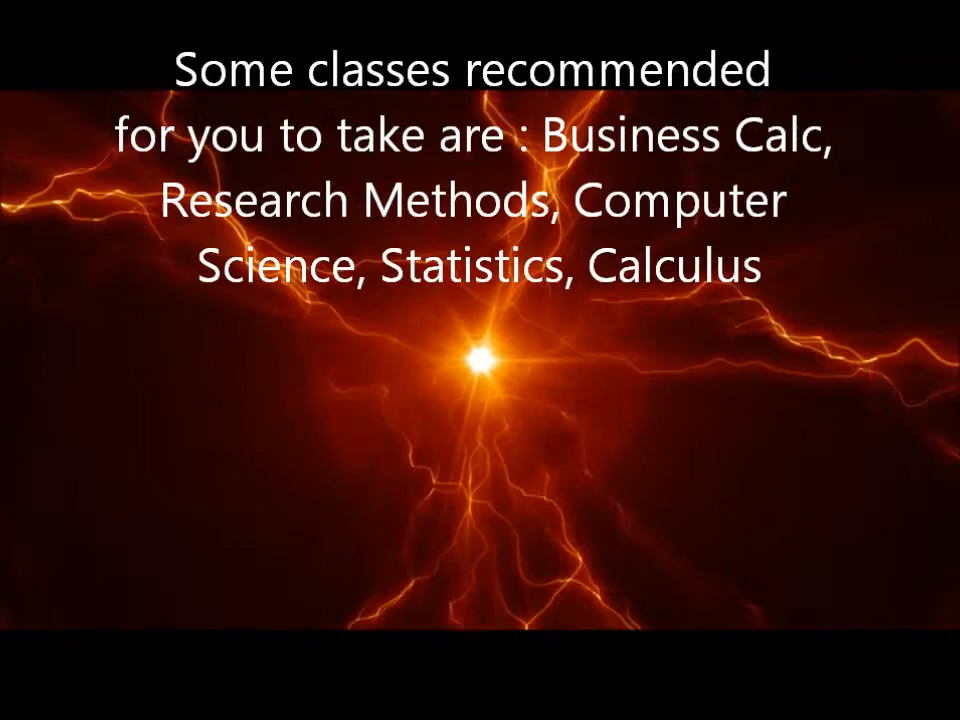 Some classes recommended
for you to take are : Business Calc,
Research Methods, Computer
Science, Statistics, Calculus